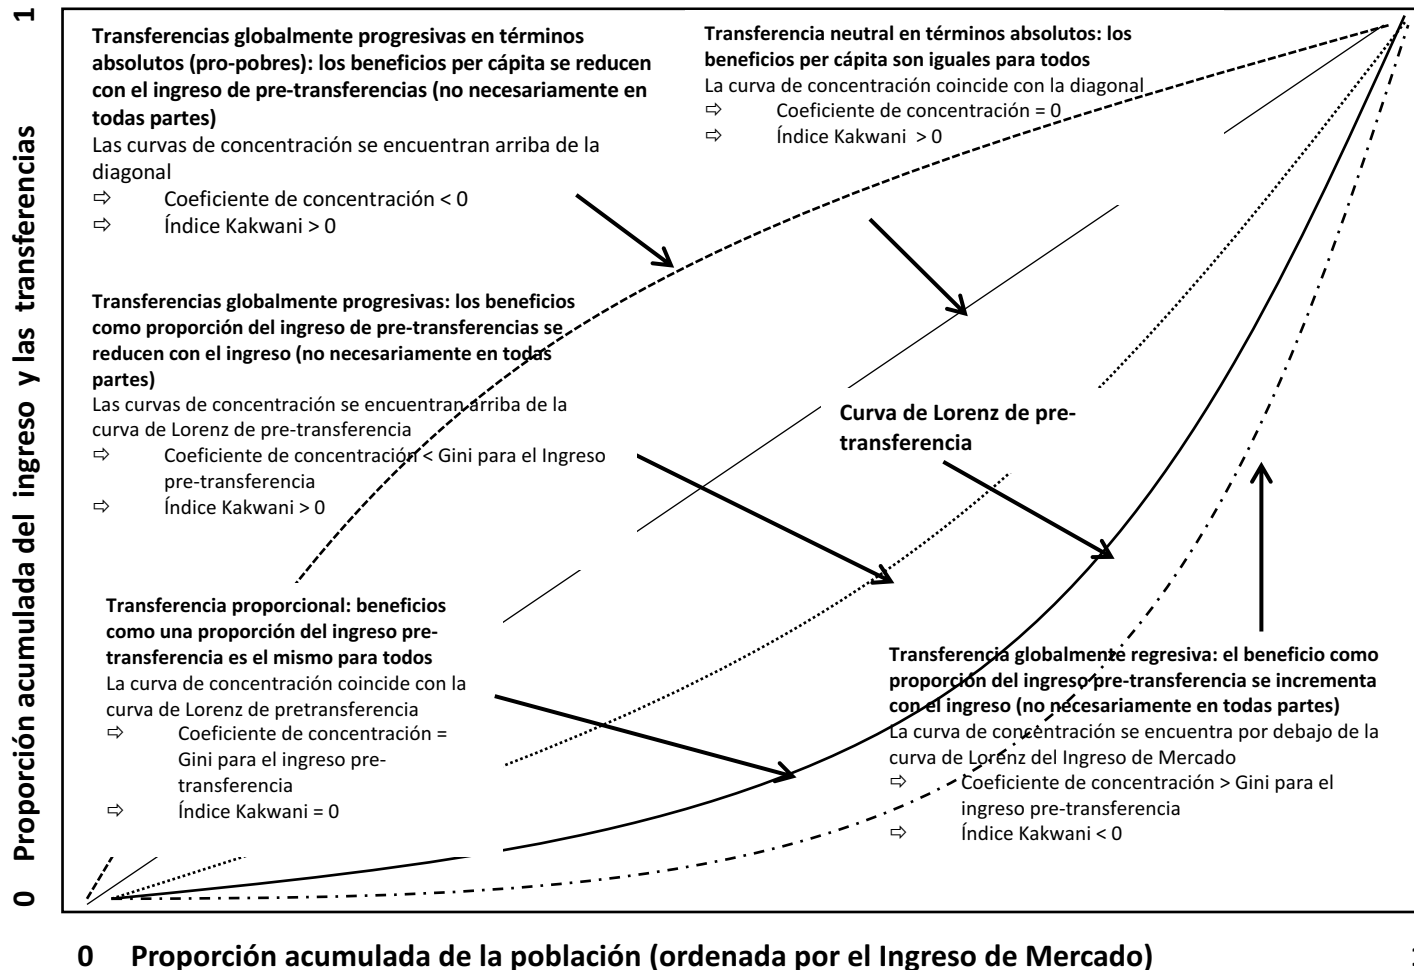 Proporción acumulada del ingreso y las transferencias
0
1
Transferencias globalmente progresivas en términos
absolutos (pro-pobres): los beneficios per cápita se reducen
con el ingreso de pre-transferencias (no necesariamente en
todas partes)
Las curvas de concentración se encuentran arriba de la
diagonal
⇨ Coeficiente de concentración < 0
⇨ Índice Kakwani > 0
Transferencia neutral en términos absolutos: los
beneficios per cápita son iguales para todos
La curva de concentración coincide con la diagonal
⇨ Coeficiente de concentración = 0
⇨ Índice Kakwani > 0
Transferencias globalmente progresivas: los beneficios
como proporción del ingreso de pre-transferencias se
reducen con el ingreso (no necesariamente en todas
partes)
Las curvas de concentración se encuentran arriba de la
curva de Lorenz de pre-transferencia
⇨ Coeficiente de concentración < Gini para el Ingreso
pre-transferencia
⇨ Índice Kakwani > 0
Curva de Lorenz de pre-
transferencia
Transferencia proporcional: beneficios
como una proporción del ingreso pre-
transferencia es el mismo para todos
La curva de concentración coincide con la
curva de Lorenz de pretransferencia
⇨ Coeficiente de concentración =
Gini para el ingreso pre-
transferencia
⇨ Índice Kakwani = 0
Transferencia globalmente regresiva: el beneficio como
proporción del ingreso pre-transferencia se incrementa
con el ingreso (no necesariamente en todas partes)
La curva de concentración se encuentra por debajo de la
curva de Lorenz del Ingreso de Mercado
⇨ Coeficiente de concentración > Gini para el
ingreso pre-transferencia
⇨ Índice Kakwani < 0
0 Proporción acumulada de la población (ordenada por el Ingreso de Mercado)